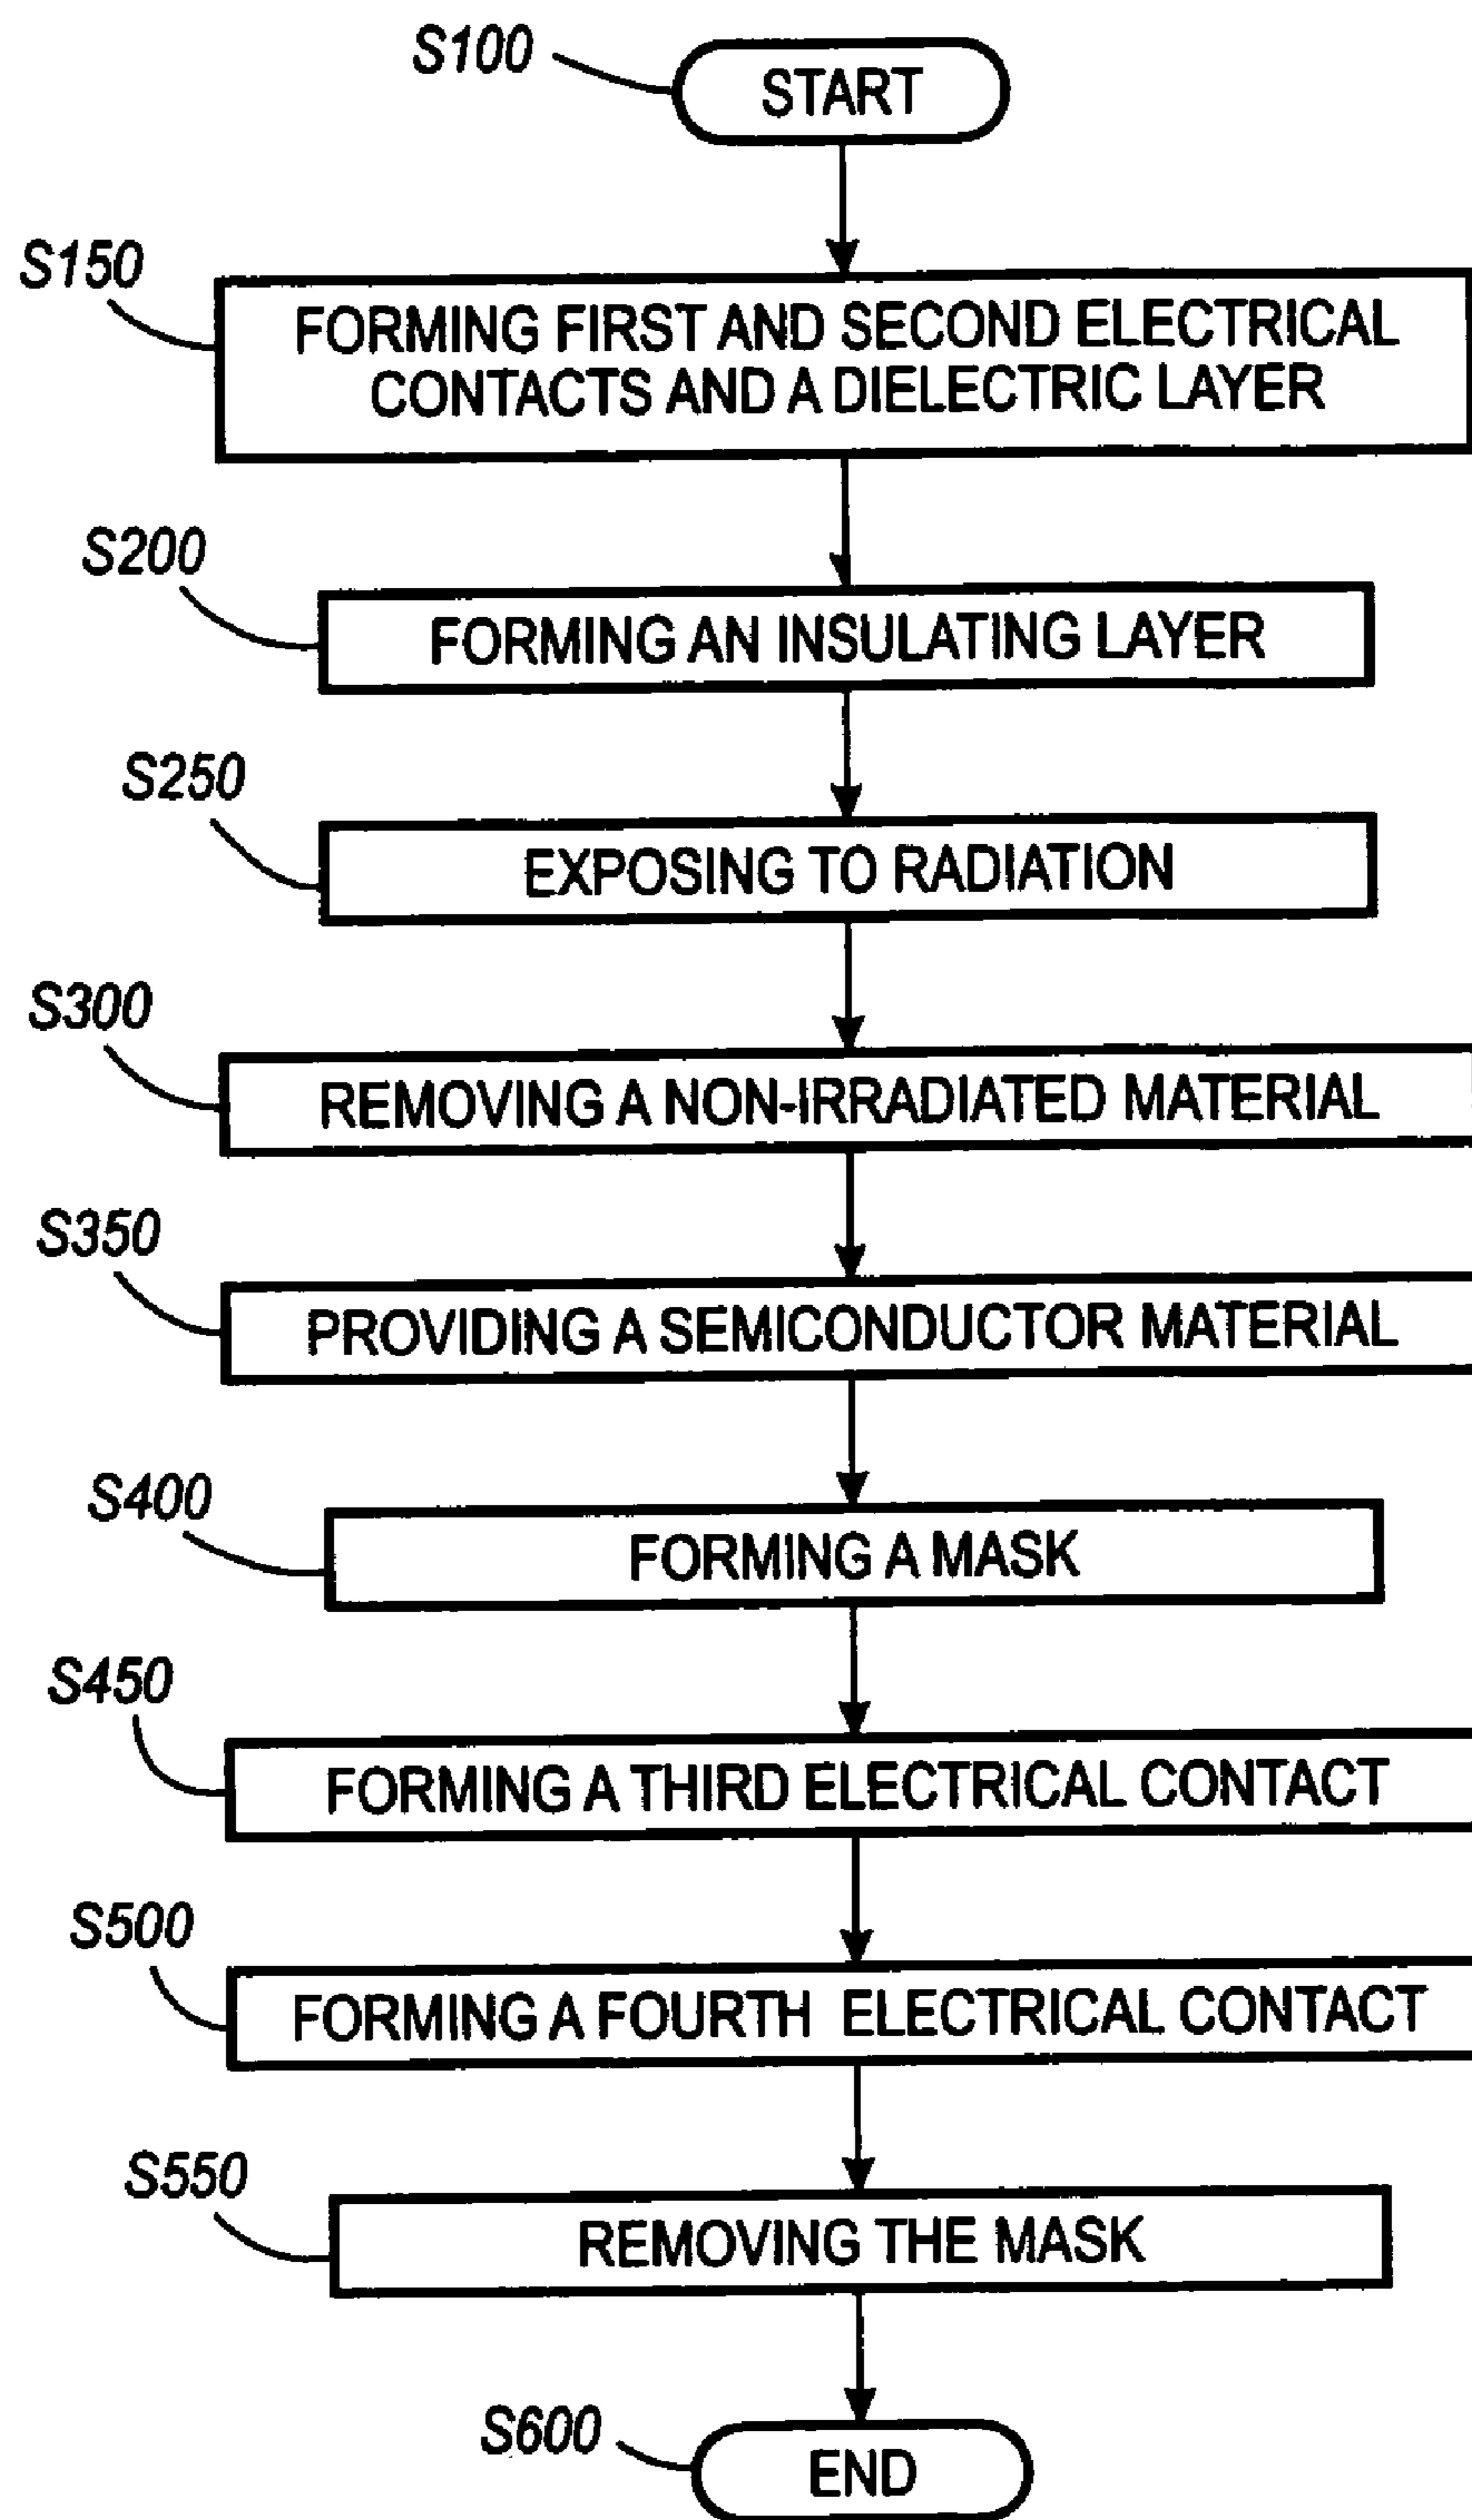 S100
START
S150
FORMING FIRST AND SECOND ELECTRICAL
CONTACTS AND A DIELECTRIC LAYER
S200
FORMING AN INSULATING LAYER
S250
EXPOSING TO RADIATION
S300
REMOVING A NON-IRRADIATED MATERIAL
S350
PROVIDING A SEMICONDUCTOR MATERIAL
S400
FORMING A MASK
S450
FORMING A THIRD ELECTRICAL CONTACT
S500
FORMING A FOURTH ELECTRICAL CONTACT
S550
REMOVING THE MASK
S600
END